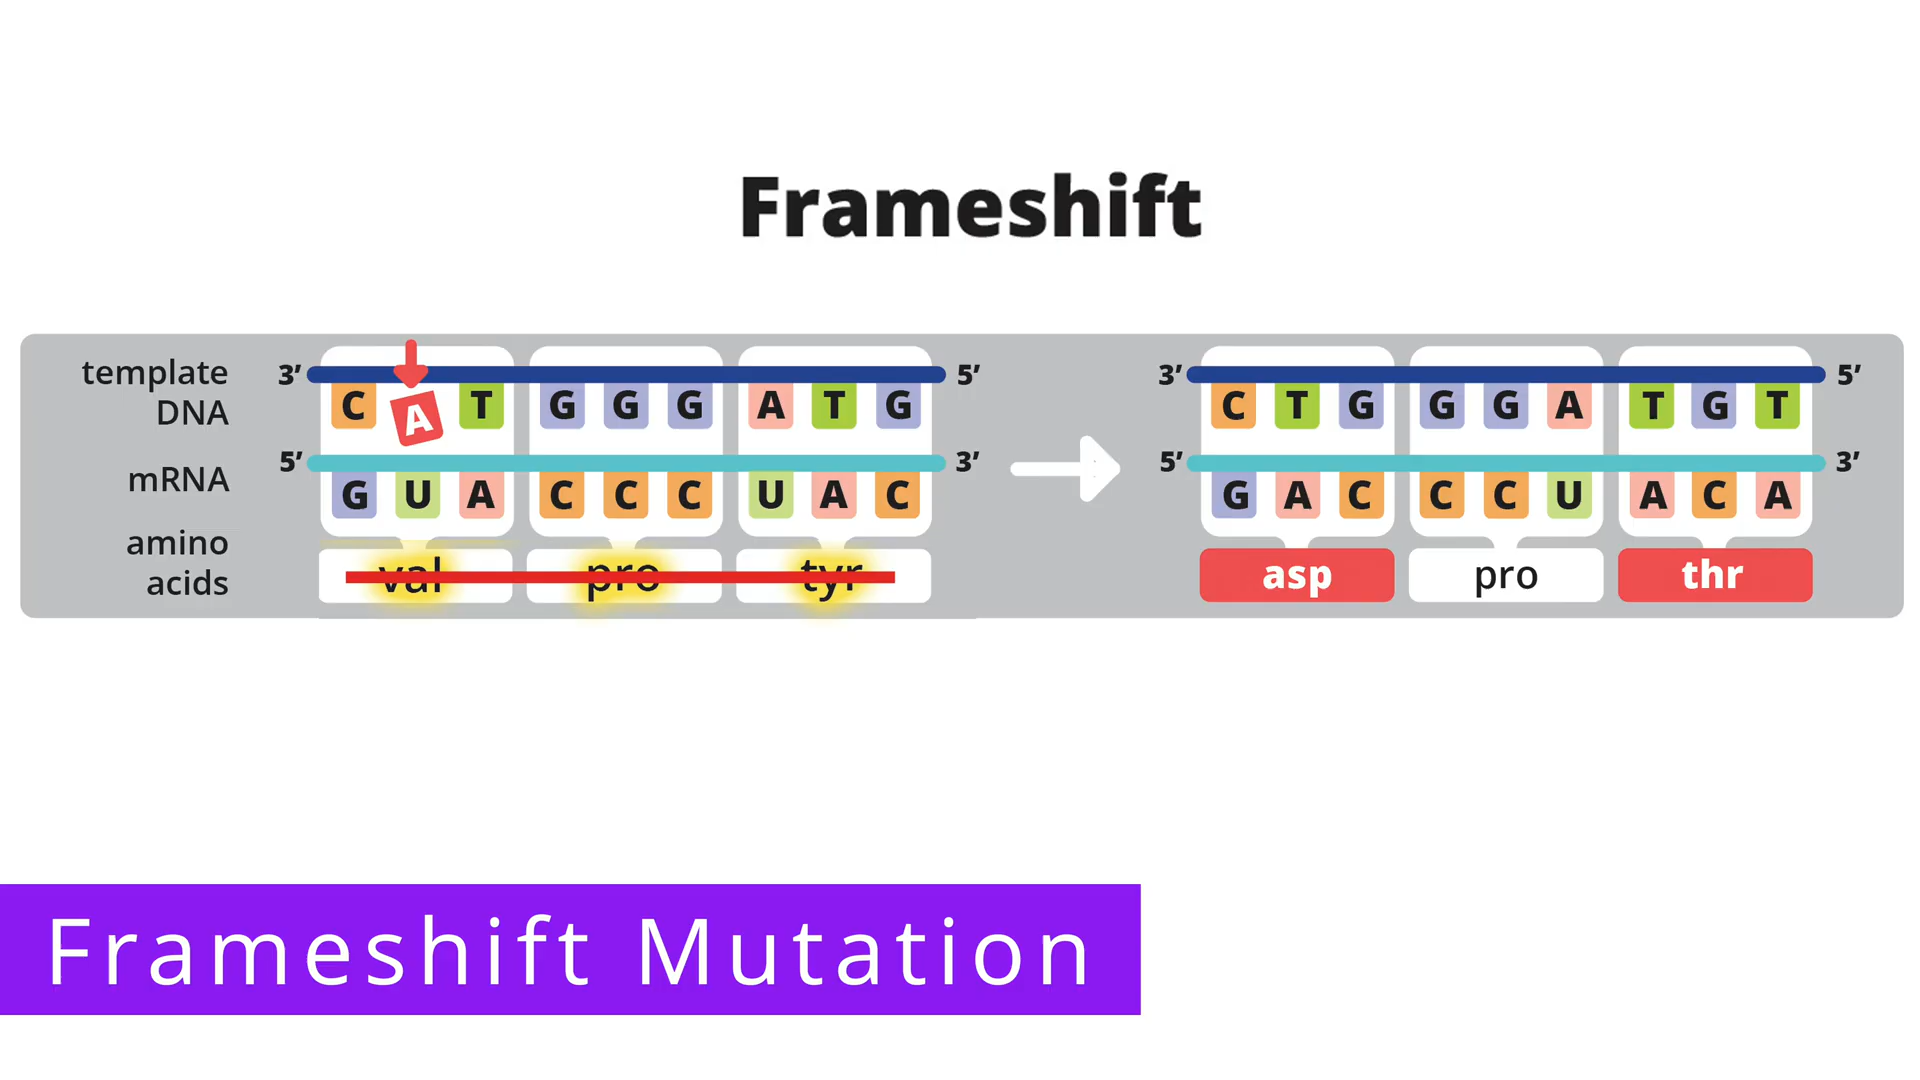 Frameshift
template DNA 3’ C A T G G G A T G 5’ 3’ C T G G G A T G T 5’
mRNA 5’ G U A C C C U A C 3’ 5’ G A C C C U A C A 3’
amino acids val pro tyr asp pro thr
Frameshift Mutation